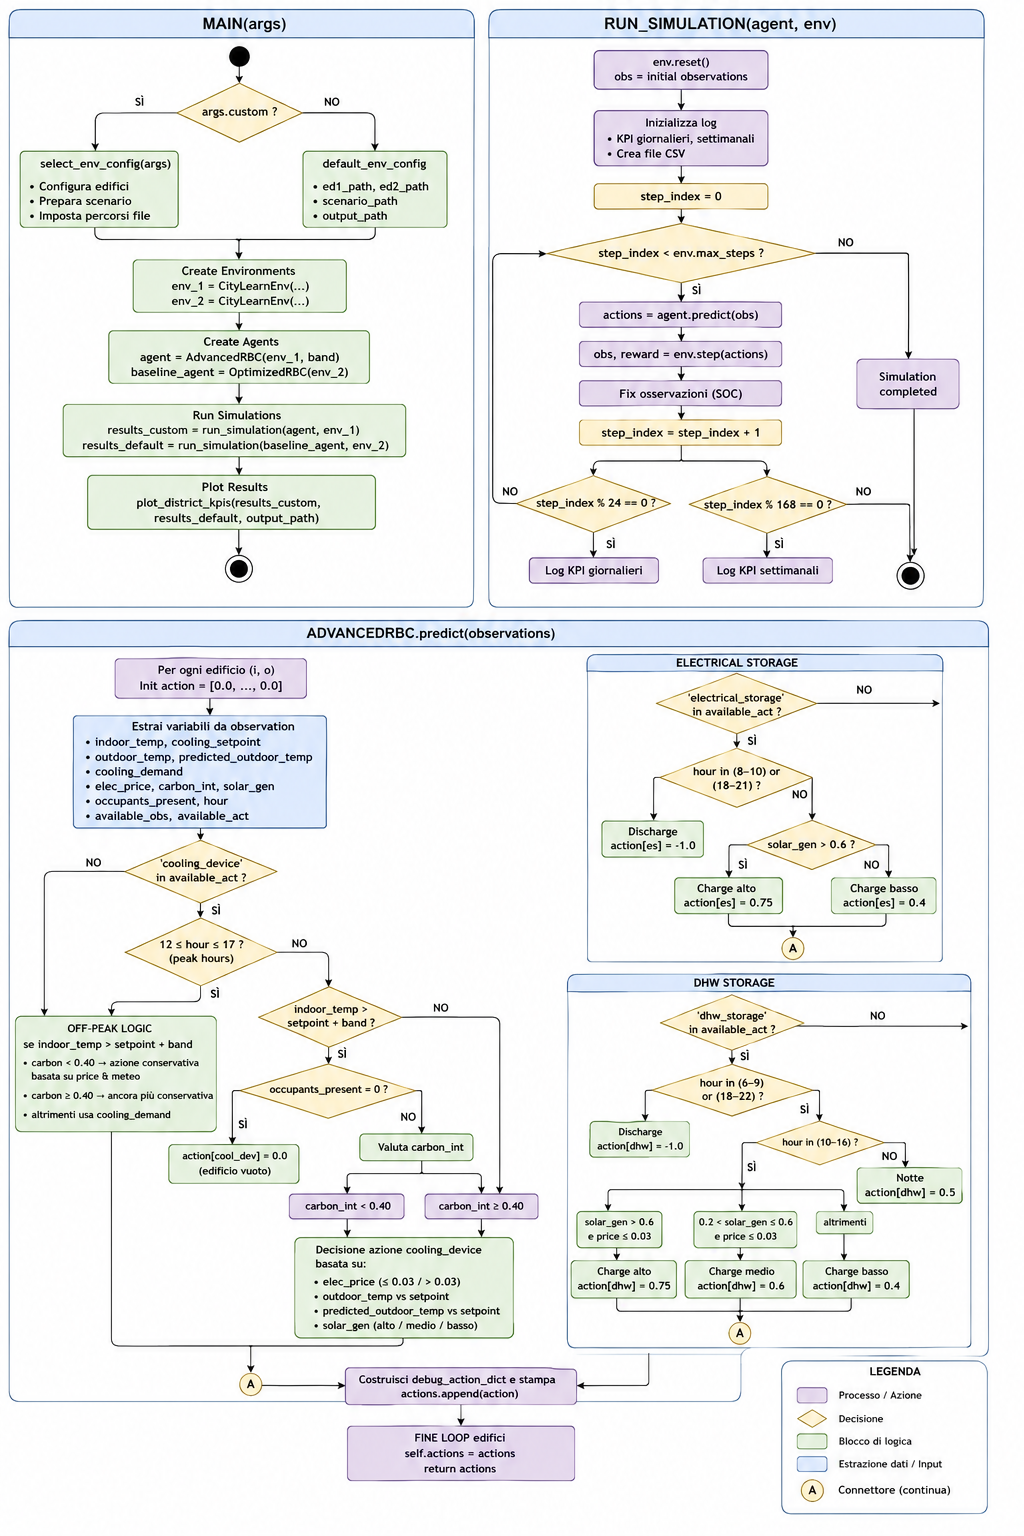 MAIN(args)
args.custom ?
SÌ
NO
select_env_config(args)
• Configura edifici
• Prepara scenario
• Imposta percorsi file
default_env_config
• ed1_path, ed2_path
• scenario_path
• output_path
Create Environments
env_1 = CityLearnEnv(...)
env_2 = CityLearnEnv(...)
Create Agents
agent = AdvancedRBC(env_1, band)
baseline_agent = OptimizedRBC(env_2)
Run Simulations
results_custom = run_simulation(agent, env_1)
results_default = run_simulation(baseline_agent, env_2)
Plot Results
plot_district_kpis(results_custom,
results_default, output_path)
RUN_SIMULATION(agent, env)
env.reset()
obs = initial observations
Inizializza log
• KPI giornalieri, settimanali
• Crea file CSV
step_index = 0
step_index < env.max_steps ?
NO
SÌ
actions = agent.predict(obs)
obs, reward = env.step(actions)
Fix osservazioni (SOC)
step_index = step_index + 1
Simulation
completed
NO
step_index % 24 == 0 ?
step_index % 168 == 0 ?
NO
SÌ
SÌ
Log KPI giornalieri
Log KPI settimanali
ADVANCEDRBC.predict(observations)
Per ogni edificio (i, o)
Init action = [0.0, ..., 0.0]
Estrai variabili da observation
• indoor_temp, cooling_setpoint
• outdoor_temp, predicted_outdoor_temp
• cooling_demand
• elec_price, carbon_int, solar_gen
• occupants_present, hour
• available_obs, available_act
NO
'cooling_device'
in available_act ?
SÌ
12 ≤ hour ≤ 17 ?
(peak hours)
NO
SÌ
OFF-PEAK LOGIC
se indoor_temp > setpoint + band
• carbon < 0.40 → azione conservativa
basata su price & meteo
• carbon ≥ 0.40 → ancora più conservativa
• altrimenti usa cooling_demand
indoor_temp >
setpoint + band ?
NO
SÌ
occupants_present = 0 ?
SÌ
NO
action[cool_dev] = 0.0
(edificio vuoto)
Valuta carbon_int
carbon_int < 0.40
carbon_int ≥ 0.40
Decisione azione cooling_device
basata su:
• elec_price (≤ 0.03 / > 0.03)
• outdoor_temp vs setpoint
• predicted_outdoor_temp vs setpoint
• solar_gen (alto / medio / basso)
ELECTRICAL STORAGE
'electrical_storage'
in available_act ?
NO
SÌ
hour in (8–10) or
(18–21) ?
NO
Discharge
action[es] = -1.0
solar_gen > 0.6 ?
SÌ
NO
Charge alto
action[es] = 0.75
Charge basso
action[es] = 0.4
A
DHW STORAGE
'dhw_storage'
in available_act ?
NO
SÌ
hour in (6–9)
or (18–22) ?
SÌ
Discharge
action[dhw] = -1.0
hour in (10–16) ?
SÌ
NO
Notte
action[dhw] = 0.5
solar_gen > 0.6
e price ≤ 0.03
0.2 < solar_gen ≤ 0.6
e price ≤ 0.03
altrimenti
Charge alto
action[dhw] = 0.75
Charge medio
action[dhw] = 0.6
Charge basso
action[dhw] = 0.4
A
A
Costruisci debug_action_dict e stampa
actions.append(action)
FINE LOOP edifici
self.actions = actions
return actions
LEGENDA
Processo / Azione
Decisione
Blocco di logica
Estrazione dati / Input
A
Connettore (continua)